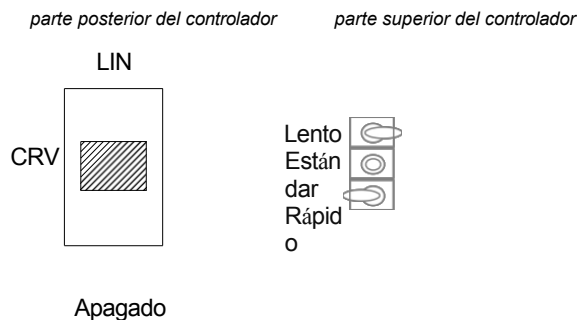 parte posterior del controlador
parte superior del controlador
LIN
CRV
Lento
Están
dar
Rápid
o
Apagado